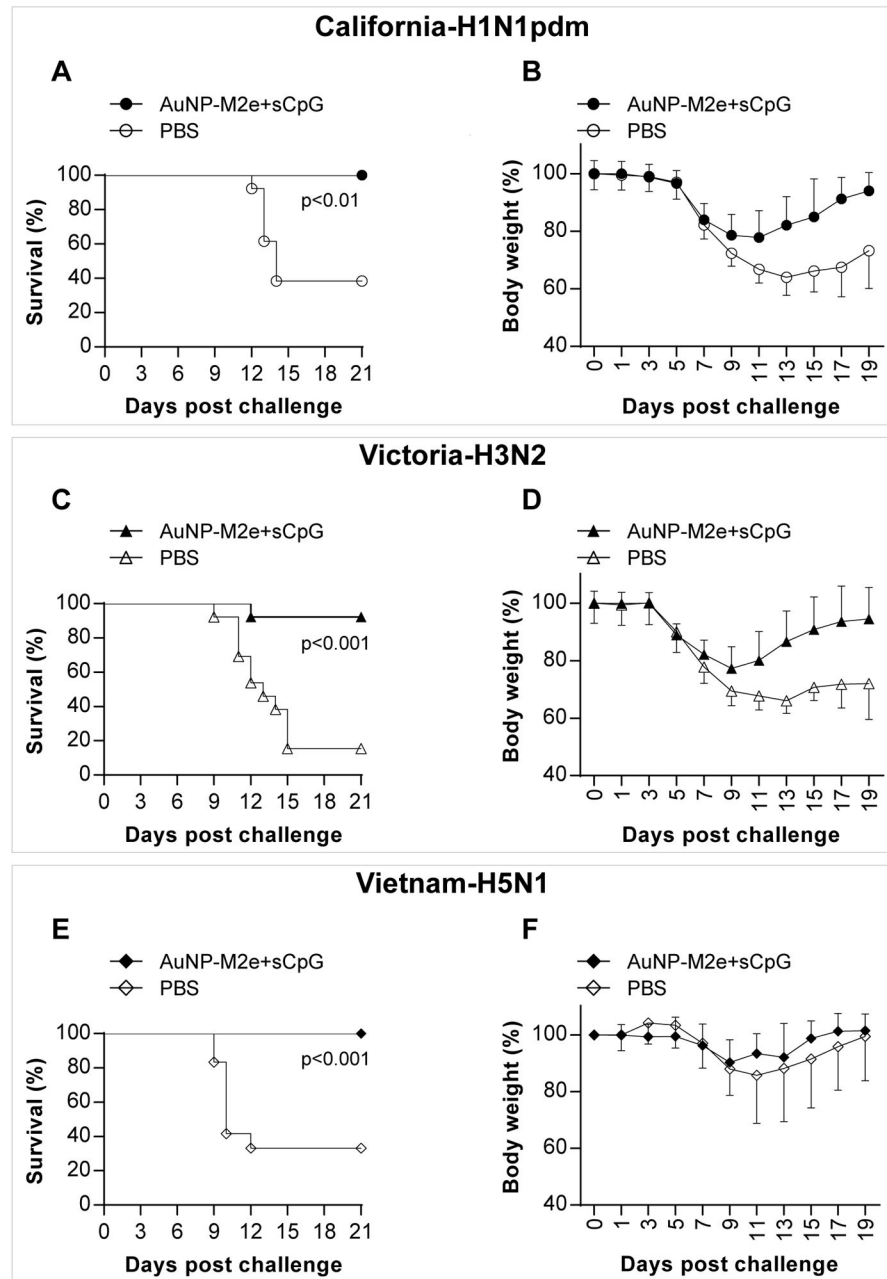 California-H1N1pdm
A
AuNP-M2e+sCpG
PBS
100
80
60
40
20
0
Survival (%)
p<0.01
0 3 6 9 12 15 18 21
Days post challenge
B
AuNP-M2e+sCpG
PBS
100
80
60
40
Body weight (%)
0 1 3 5 7 9 11 13 15 17 19
Days post challenge
Victoria-H3N2
C
AuNP-M2e+sCpG
PBS
100
80
60
40
20
0
Survival (%)
p<0.001
0 3 6 9 12 15 18 21
Days post challenge
D
AuNP-M2e+sCpG
PBS
100
80
60
40
Body weight (%)
0 1 3 5 7 9 11 13 15 17 19
Days post challenge
Vietnam-H5N1
E
AuNP-M2e+sCpG
PBS
100
80
60
40
20
0
Survival (%)
p<0.001
0 3 6 9 12 15 18 21
Days post challenge
F
AuNP-M2e+sCpG
PBS
100
80
60
40
Body weight (%)
0 1 3 5 7 9 11 13 15 17 19
Days post challenge